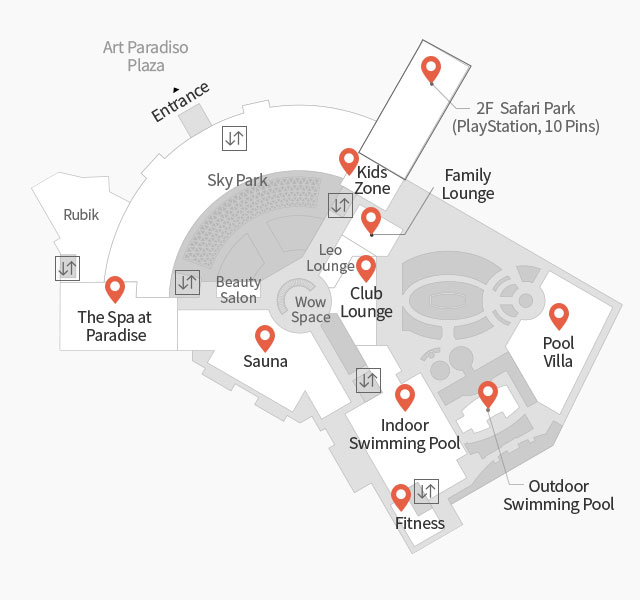 Art Paradiso
Plaza
Entrance
2F Safari Park
(PlayStation, 10 Pins)
Kids
Zone
Sky Park
Family
Lounge
Rubik
Leo
Lounge
Beauty
Salon
Club
Lounge
Wow
Space
The Spa at
Paradise
Pool
Villa
Sauna
Indoor
Swimming Pool
Outdoor
Swimming Pool
Fitness